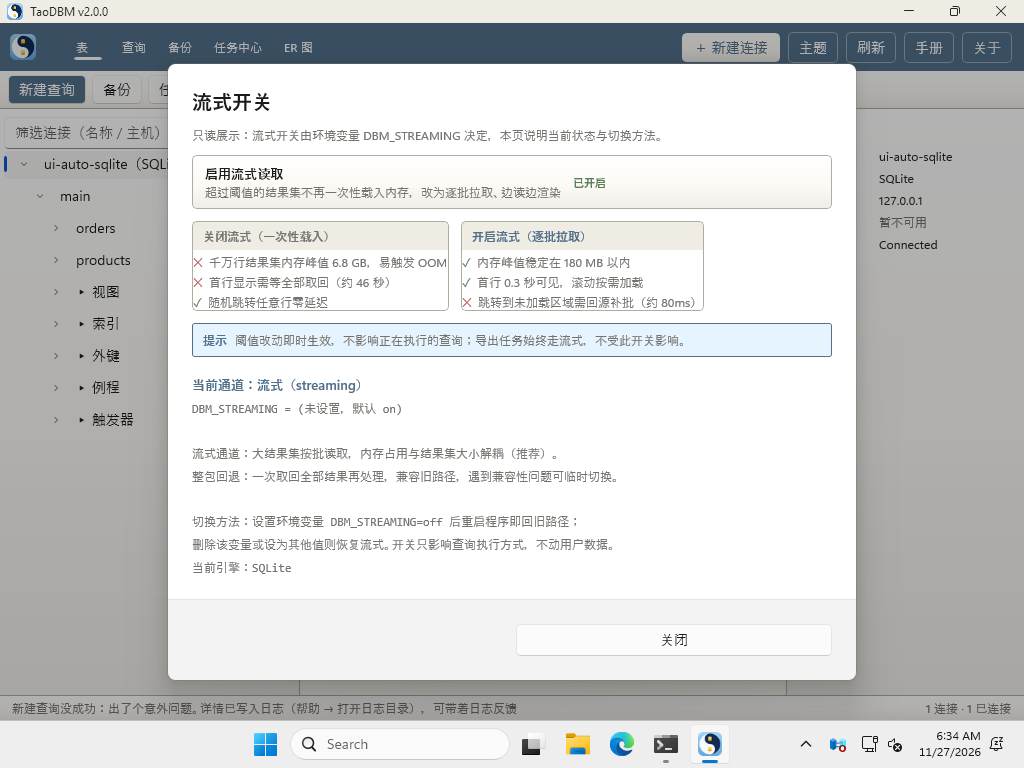 TaoDBM v2.0.0
表 查询 备份 任务中心 ER 图 + 新建连接 主题 刷新 手册 关于
新建查询 备份
筛选连接（名称 / 主机）
ui-auto-sqlite（SQLi
main
orders
products
视图
索引
外键
例程
触发器
流式开关
只读展示：流式开关由环境变量 DBM_STREAMING 决定，本页说明当前状态与切换方法。
启用流式读取
超过阈值的结果集不再一次性载入内存，改为逐批拉取、边读边渲染
已开启
关闭流式（一次性载入）
✕ 千万行结果集内存峰值 6.8 GB，易触发 OOM
✕ 首行显示需等全部取回（约 46 秒）
✓ 随机跳转任意行零延迟
开启流式（逐批拉取）
✓ 内存峰值稳定在 180 MB 以内
✓ 首行 0.3 秒可见，滚动按需加载
✕ 跳转到未加载区域需回源补批（约 80ms）
提示 阈值改动即时生效，不影响正在执行的查询；导出任务始终走流式，不受此开关影响。
当前通道：流式（streaming）
DBM_STREAMING =（未设置，默认 on）
流式通道：大结果集按批读取，内存占用与结果集大小解耦（推荐）。
整包回退：一次取回全部结果再处理，兼容旧路径，遇到兼容性问题可临时切换。
切换方法：设置环境变量 DBM_STREAMING=off 后重启程序即回旧路径；
删除该变量或设为其他值则恢复流式。开关只影响查询执行方式，不动用户数据。
当前引擎：SQLite
关闭
ui-auto-sqlite
SQLite
127.0.0.1
暂不可用
Connected
新建查询没成功：出了个意外问题。详情已写入日志（帮助 → 打开日志目录），可带着日志反馈
1 连接 · 1 已连接
Search
6:34 AM
11/27/2026